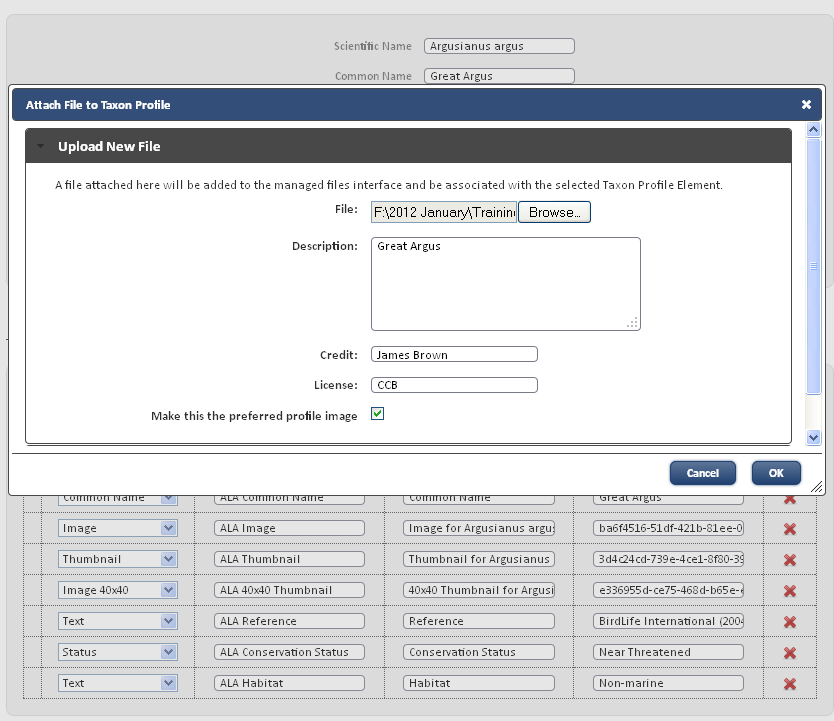 Scientific Name Argusianus argus
Common Name Great Argus
Attach File to Taxon Profile
Upload New File
A file attached here will be added to the managed files interface and be associated with the selected Taxon Profile Element.
File: F:\2012 January\Training Browse...
Description: Great Argus
Credit: James Brown
License: CCB
Make this the preferred profile image
Cancel OK
Common Name ALA Common Name Common Name Great Argus
Image ALA Image Image for Argusianus argu ba6f4516-51df-421b-81ee-0
Thumbnail ALA Thumbnail Thumbnail for Argusianus 3d4c24cd-739e-4ce1-8f80-39
Image 40x40 ALA 40x40 Thumbnail 40x40 Thumbnail for Argusi e336955d-ce75-468d-b65e-
Text ALA Reference Reference BirdLife International (2004
Status ALA Conservation Status Conservation Status Near Threatened
Text ALA Habitat Habitat Non-marine